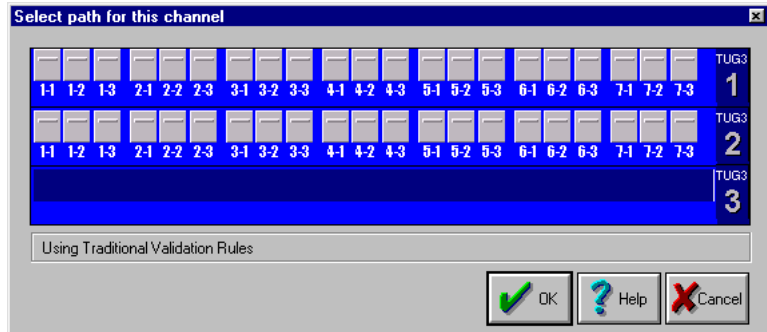 Select path for this channel
TUG3
1
1-1 1-2 1-3 2-1 2-2 2-3 3-1 3-2 3-3 4-1 4-2 4-3 5-1 5-2 5-3 6-1 6-2 6-3 7-1 7-2 7-3
TUG3
2
1-1 1-2 1-3 2-1 2-2 2-3 3-1 3-2 3-3 4-1 4-2 4-3 5-1 5-2 5-3 6-1 6-2 6-3 7-1 7-2 7-3
TUG3
3
Using Traditional Validation Rules
OK Help Cancel